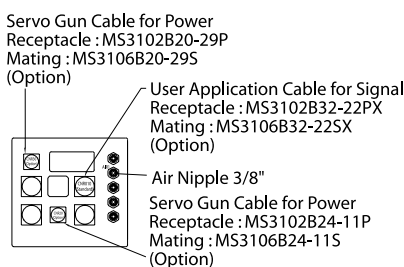 Servo Gun Cable for Power
Receptacle : MS3102B20-29P
Mating : MS3106B20-29S
(Option)
User Application Cable for Signal
Receptacle : MS3102B32-22PX
Mating : MS3106B32-22SX
(Option)
Air Nipple 3/8"
Servo Gun Cable for Power
Receptacle : MS3102B24-11P
Mating : MS3106B24-11S
(Option)